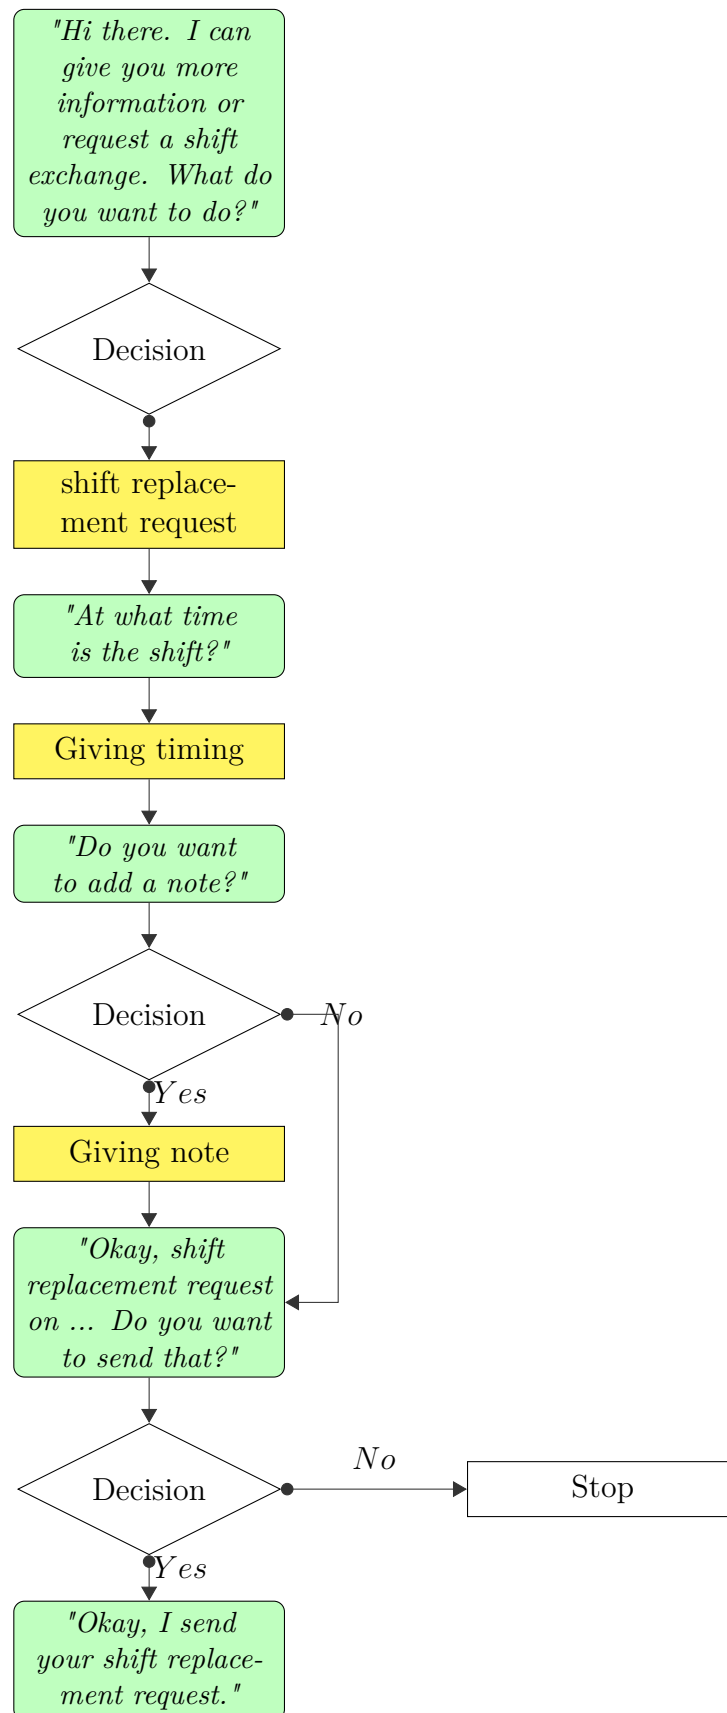 "Hi there. I can
give you more
information or
request a shift
exchange. What do
you want to do?"
Decision
shift replace-
ment request
"At what time
is the shift?"
Giving timing
"Do you want
to add a note?"
Decision
No
Yes
Giving note
"Okay, shift
replacement request
on ... Do you want
to send that?"
Decision
No
Stop
Yes
"Okay, I send
your shift replace-
ment request."